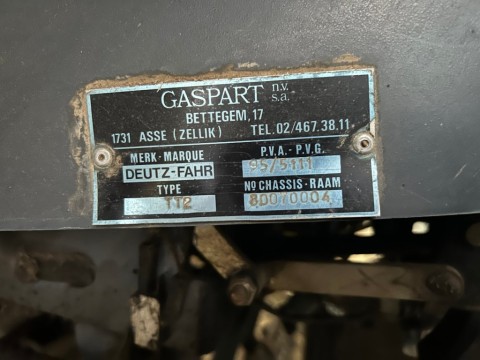 GASPART n.v. s.a.
BETTEGEM, 17
1731 ASSE (ZELLIK) TEL. 02/467.38.11
MERK-MARQUE P.V.A.-P.V.G.
DEUTZ-FAHR 95/5111
TYPE No CHASSIS-RAAM
TT2 80070004